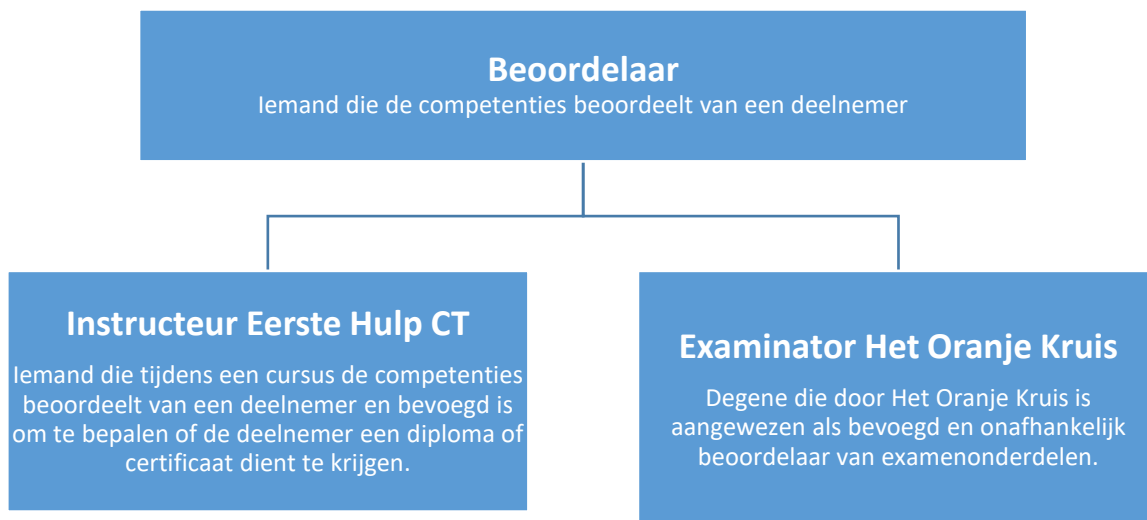 Beoordelaar
Iemand die de competenties beoordeelt van een deelnemer
Instructeur Eerste Hulp CT
Iemand die tijdens een cursus de competenties
beoordeelt van een deelnemer en bevoegd is
om te bepalen of de deelnemer een diploma of
certificaat dient te krijgen.
Examinator Het Oranje Kruis
Degene die door Het Oranje Kruis is
aangewezen als bevoegd en onafhankelijk
beoordelaar van examenonderdelen.